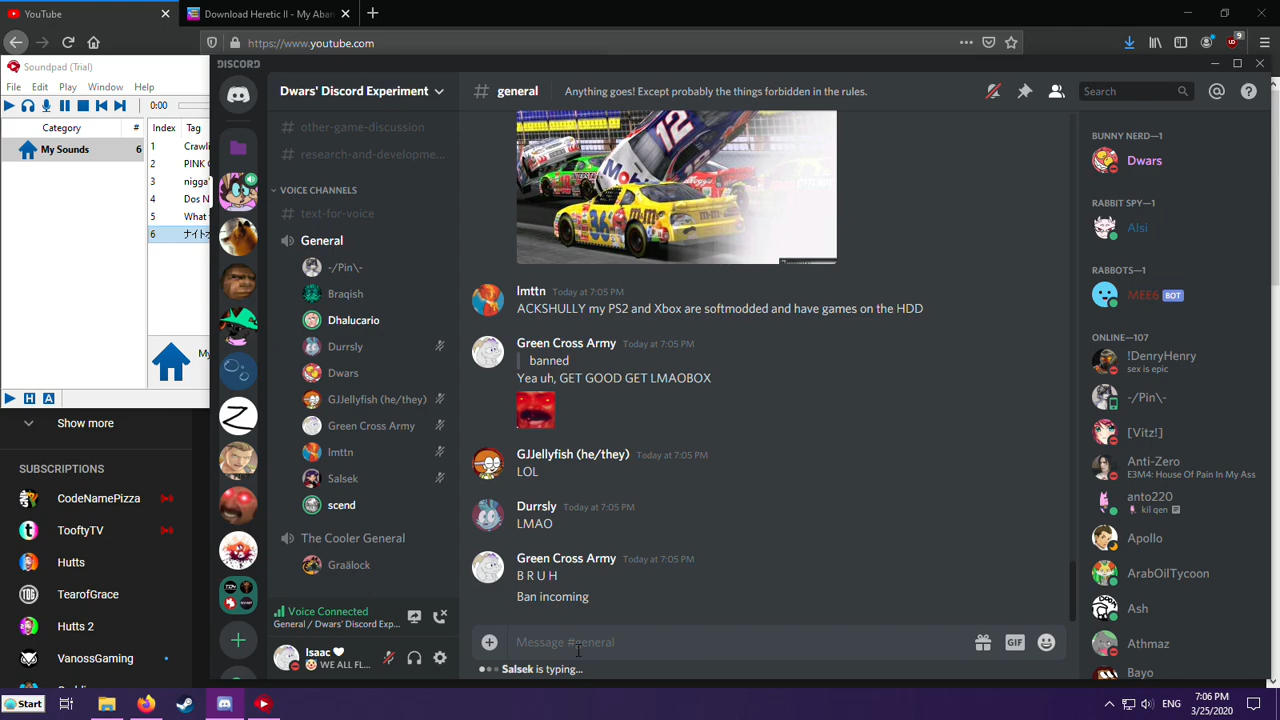 YouTube
Download Heretic II - My Aban
https://www.youtube.com
9
Soundpad (Trial)
File Edit Play Window Help
0:00
Category #
My Sounds 6
Index Tag
1 Crawli
2 PINK G
3 nigga'
4 Dos N
5 What
6 ナイトオ
My
Show more
SUBSCRIPTIONS
CodeNamePizza
TooftyTV
Hutts
TearofGrace
Hutts 2
VanossGaming
DISCORD
Dwars' Discord Experiment
other-game-discussion
research-and-developme...
VOICE CHANNELS
text-for-voice
General
-/Pin\-
Braqish
Dhalucario
Durrsly
Dwars
GJJellyfish (he/they)
Green Cross Army
lmttn
Salsek
scend
The Cooler General
Graälock
Voice Connected
General / Dwars' Discord Exp...
Isaac
WE ALL FL...
# general Anything goes! Except probably the things forbidden in the rules.
Search
12
Mobil
36
m&m's
lmttn Today at 7:05 PM
ACKSHULLY my PS2 and Xbox are softmodded and have games on the HDD
Green Cross Army Today at 7:05 PM
banned
Yea uh, GET GOOD GET LMAOBOX
GJJellyfish (he/they) Today at 7:05 PM
LOL
Durrsly Today at 7:05 PM
LMAO
Green Cross Army Today at 7:05 PM
B R U H
Ban incoming
Message #general
GIF
Salsek is typing...
BUNNY NERD—1
Dwars
RABBIT SPY—1
Alsi
RABBOTS—1
MEE6 BOT
ONLINE—107
!DenryHenry
sex is epic
-/Pin\-
[Vitz!]
Anti-Zero
E3M4: House Of Pain In My Ass
anto220
kil qen
Apollo
ArabOilTycoon
Ash
Athmaz
Bayo
Start
ENG
7:06 PM
3/25/2020